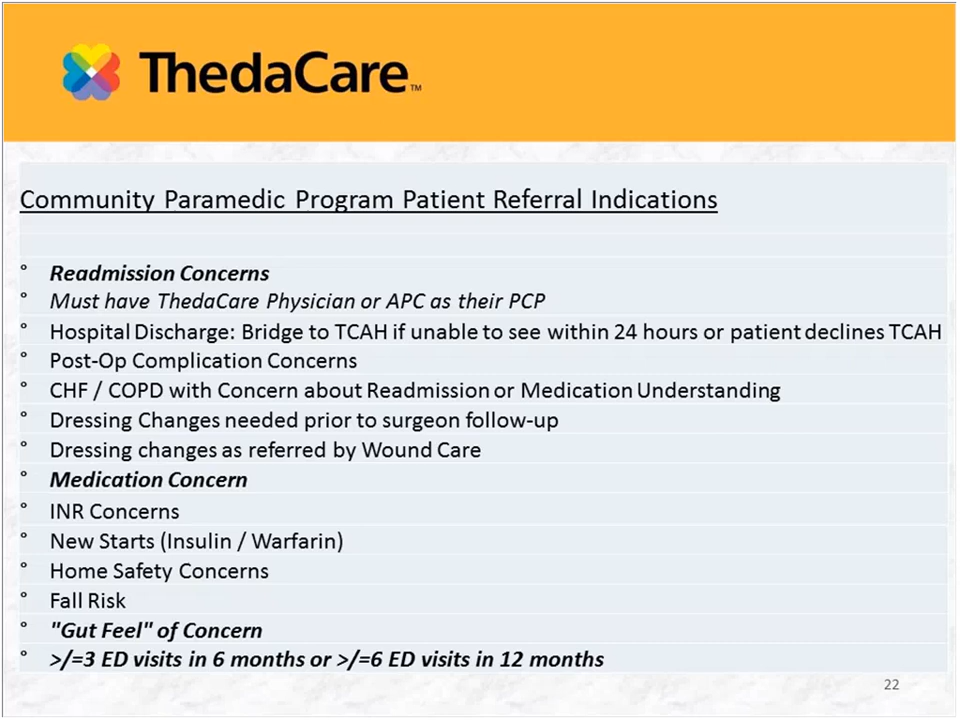 ThedaCare™
Community Paramedic Program Patient Referral Indications
° Readmission Concerns
° Must have ThedaCare Physician or APC as their PCP
° Hospital Discharge: Bridge to TCAH if unable to see within 24 hours or patient declines TCAH
° Post-Op Complication Concerns
° CHF / COPD with Concern about Readmission or Medication Understanding
° Dressing Changes needed prior to surgeon follow-up
° Dressing changes as referred by Wound Care
° Medication Concern
° INR Concerns
° New Starts (Insulin / Warfarin)
° Home Safety Concerns
° Fall Risk
° "Gut Feel" of Concern
° >/=3 ED visits in 6 months or >/=6 ED visits in 12 months
22